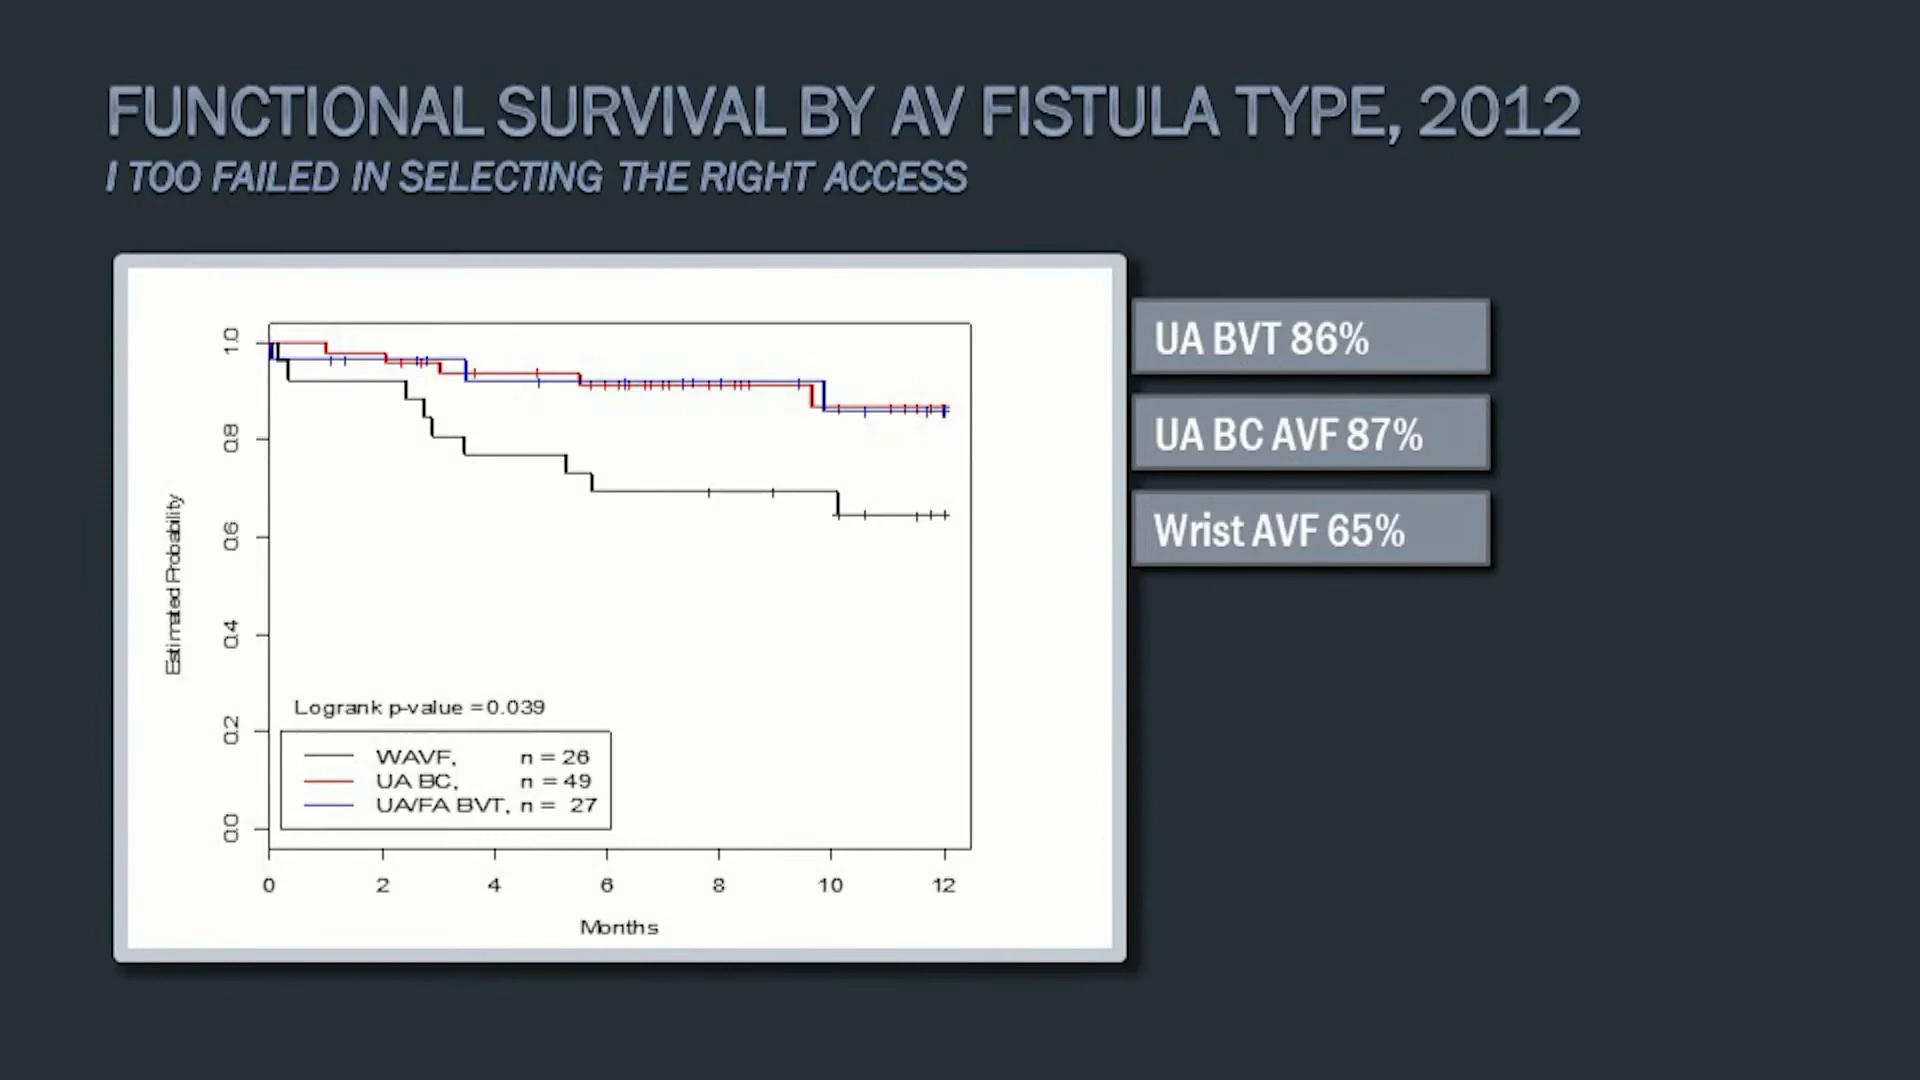 FUNCTIONAL SURVIVAL BY AV FISTULA TYPE, 2012
I TOO FAILED IN SELECTING THE RIGHT ACCESS
UA BVT 86%
UA BC AVF 87%
Wrist AVF 65%
Estimated Probability
1.0
0.8
0.6
0.4
0.2
0.0
Logrank p-value =0.039
WAVF, n = 26
UA BC, n = 49
UA/FA BVT, n = 27
0 2 4 6 8 10 12
Months